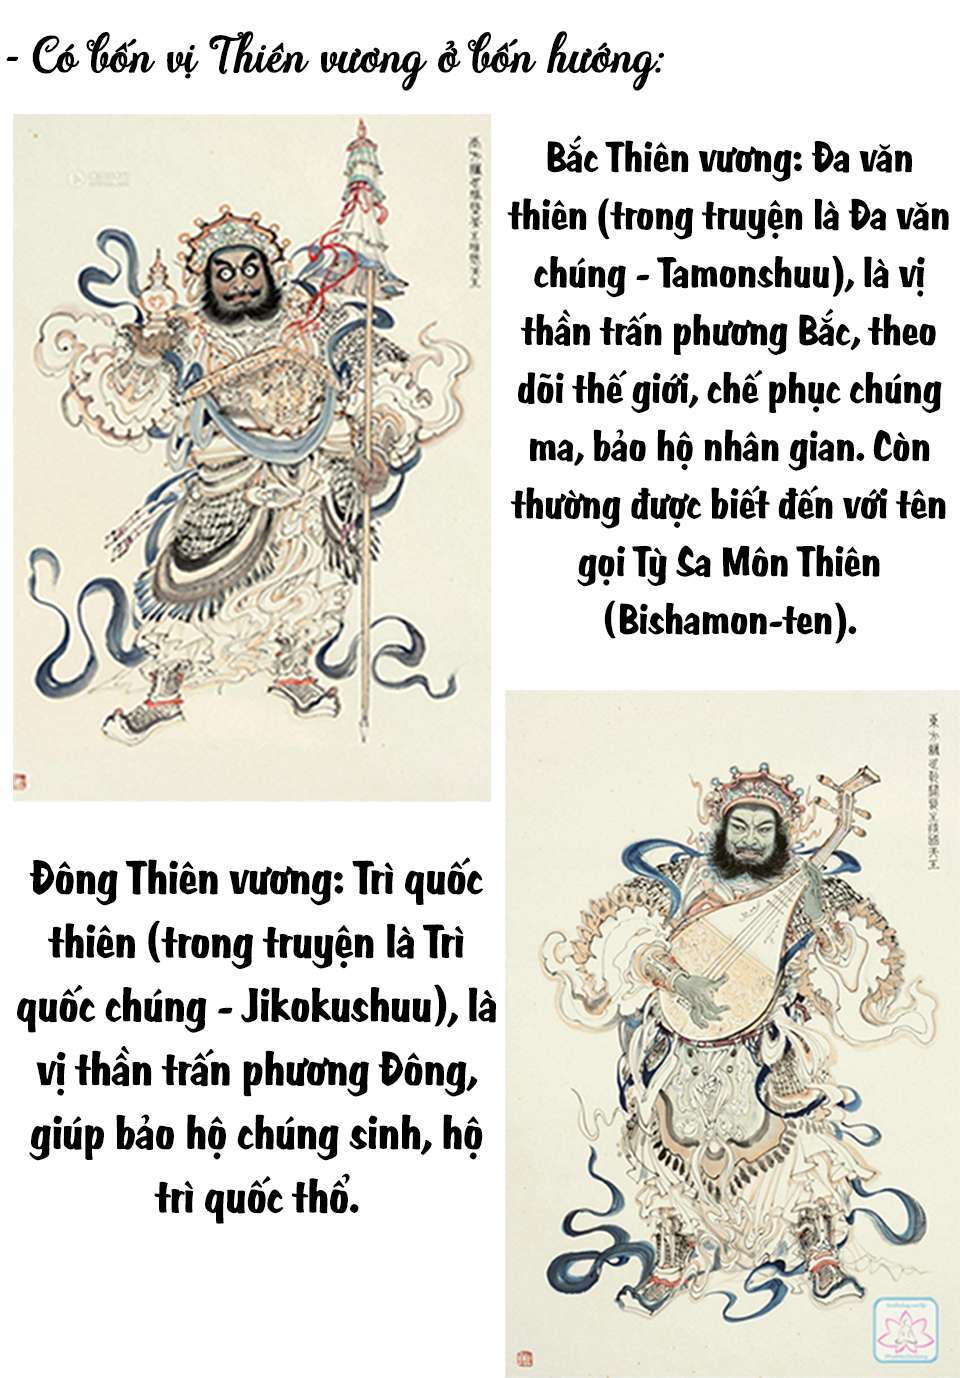 - Có bốn vị Thiên vương ở bốn hướng:
Bắc Thiên vương: Đa văn
thiên (trong truyện là Đa văn
chúng - Tamonshuu), là vị
thần trấn phương Bắc, theo
dõi thế giới, chế phục chúng
ma, bảo hộ nhân gian. Còn
thường được biết đến với tên
gọi Tỳ Sa Môn Thiên
(Bishamon-ten).
Đông Thiên vương: Trì quốc
thiên (trong truyện là Trì
quốc chúng - Jikokushuu), là
vị thần trấn phương Đông,
giúp bảo hộ chúng sinh, hộ
trì quốc thổ.